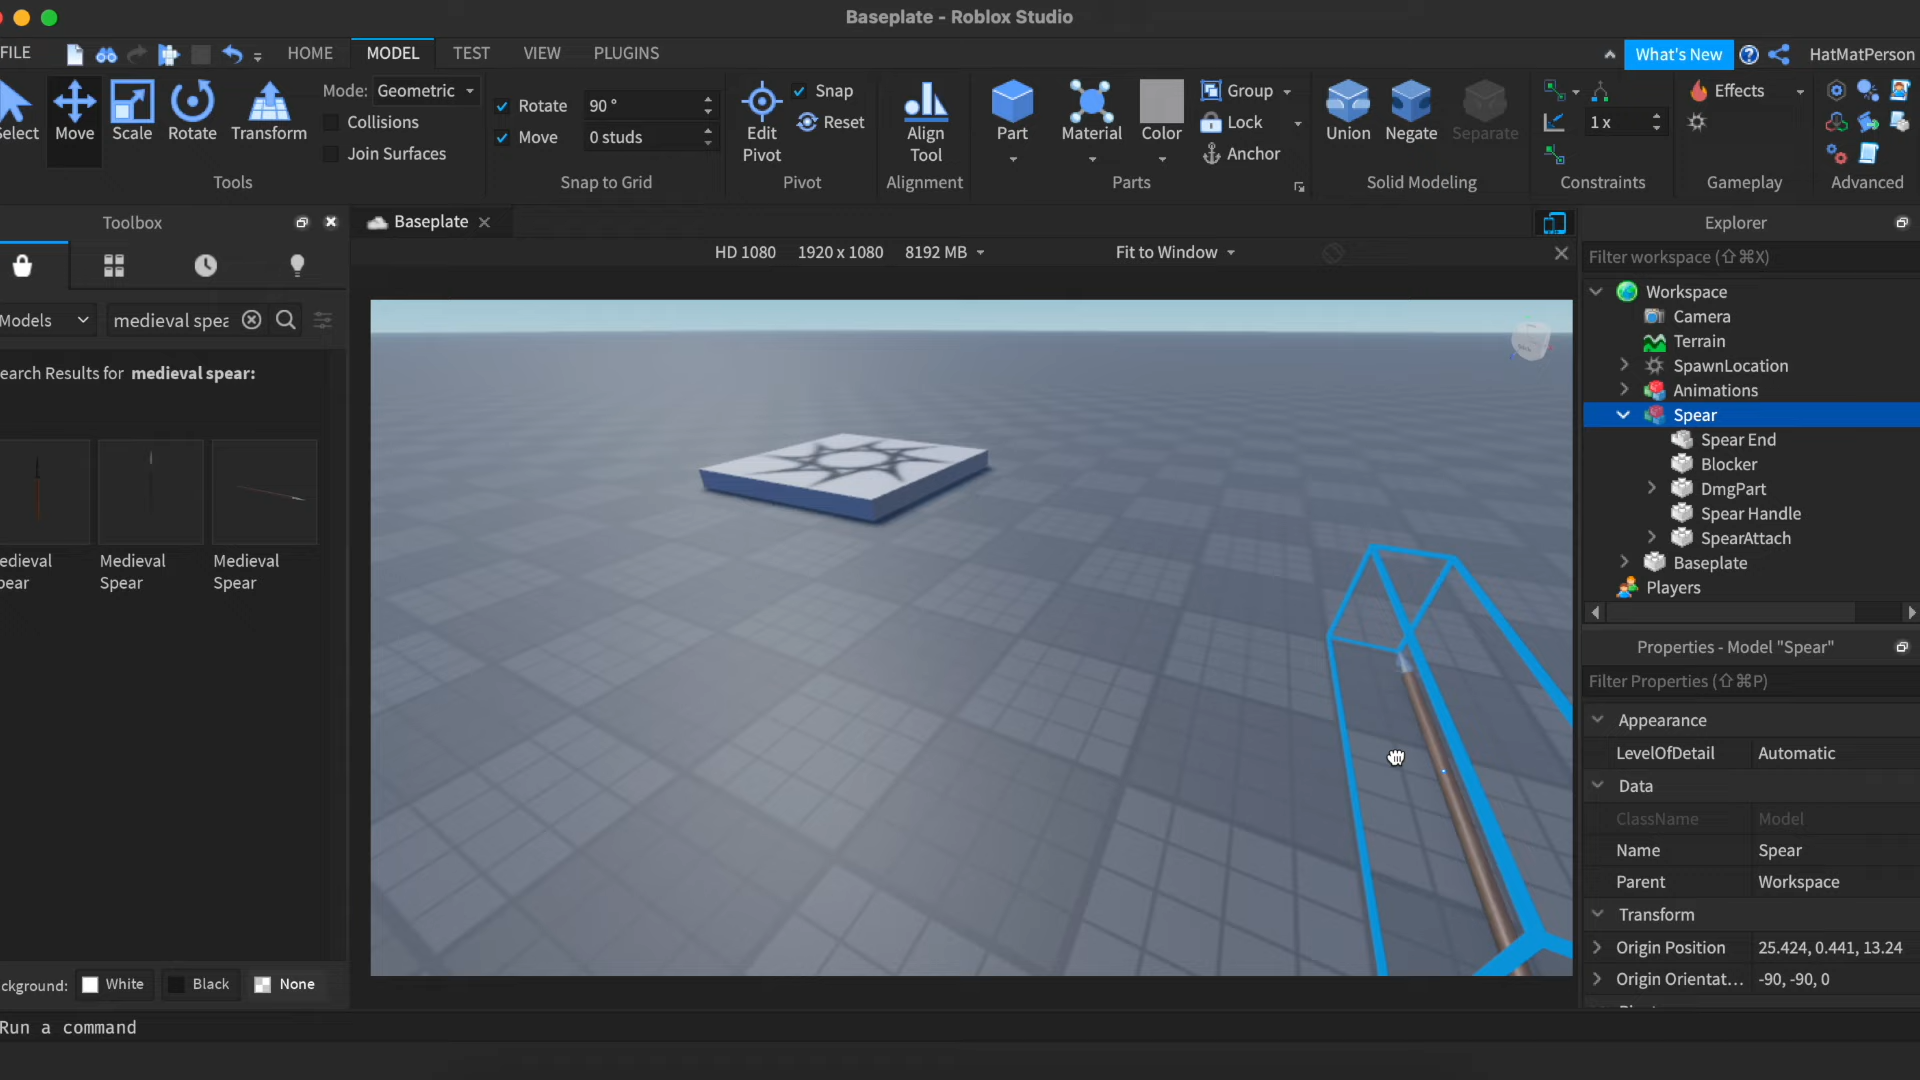 Baseplate - Roblox Studio
FILE
HOME
MODEL
TEST
VIEW
PLUGINS
What's New
HatMatPerson
Select
Move
Scale
Rotate
Transform
Mode: Geometric
Collisions
Join Surfaces
Tools
Rotate 90 °
Move 0 studs
Snap to Grid
Edit Pivot
Snap
Reset
Pivot
Align Tool
Alignment
Part
Material
Color
Group
Lock
Anchor
Parts
Union
Negate
Separate
Solid Modeling
1 x
Constraints
Effects
Gameplay
Advanced
Toolbox
Models
medieval spea
earch Results for medieval spear:
edieval
pear
Medieval
Spear
Medieval
Spear
ckground:
White
Black
None
Run a command
Baseplate
HD 1080 1920 x 1080 8192 MB
Fit to Window
Explorer
Filter workspace (⇧⌘X)
Workspace
Camera
Terrain
SpawnLocation
Animations
Spear
Spear End
Blocker
DmgPart
Spear Handle
SpearAttach
Baseplate
Players
Properties - Model "Spear"
Filter Properties (⇧⌘P)
Appearance
LevelOfDetail Automatic
Data
ClassName Model
Name Spear
Parent Workspace
Transform
Origin Position 25.424, 0.441, 13.24
Origin Orientat... -90, -90, 0